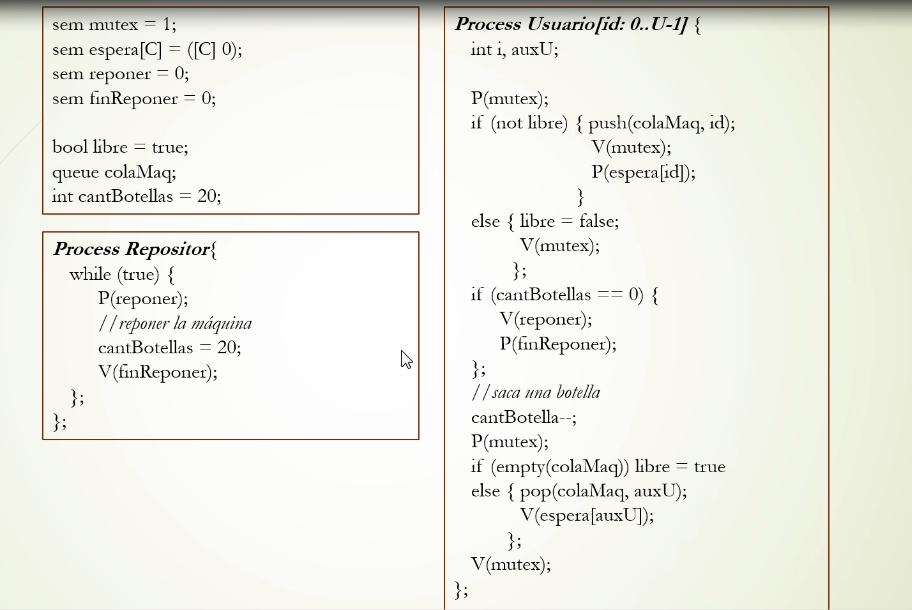 sem mutex = 1;
sem espera[C] = ([C] 0);
sem reponer = 0;
sem finReponer = 0;
bool libre = true;
queue colaMaq;
int cantBotellas = 20;
Process Repositor{
while (true) {
P(reponer);
//reponer la máquina
cantBotellas = 20;
V(finReponer);
};
};
Process Usuario[id: 0..U-1] {
int i, auxU;
P(mutex);
if (not libre) { push(colaMaq, id);
V(mutex);
P(espera[id]);
}
else { libre = false;
V(mutex);
};
if (cantBotellas == 0) {
V(reponer);
P(finReponer);
};
//saca una botella
cantBotella--;
P(mutex);
if (empty(colaMaq)) libre = true
else { pop(colaMaq, auxU);
V(espera[auxU]);
};
V(mutex);
};